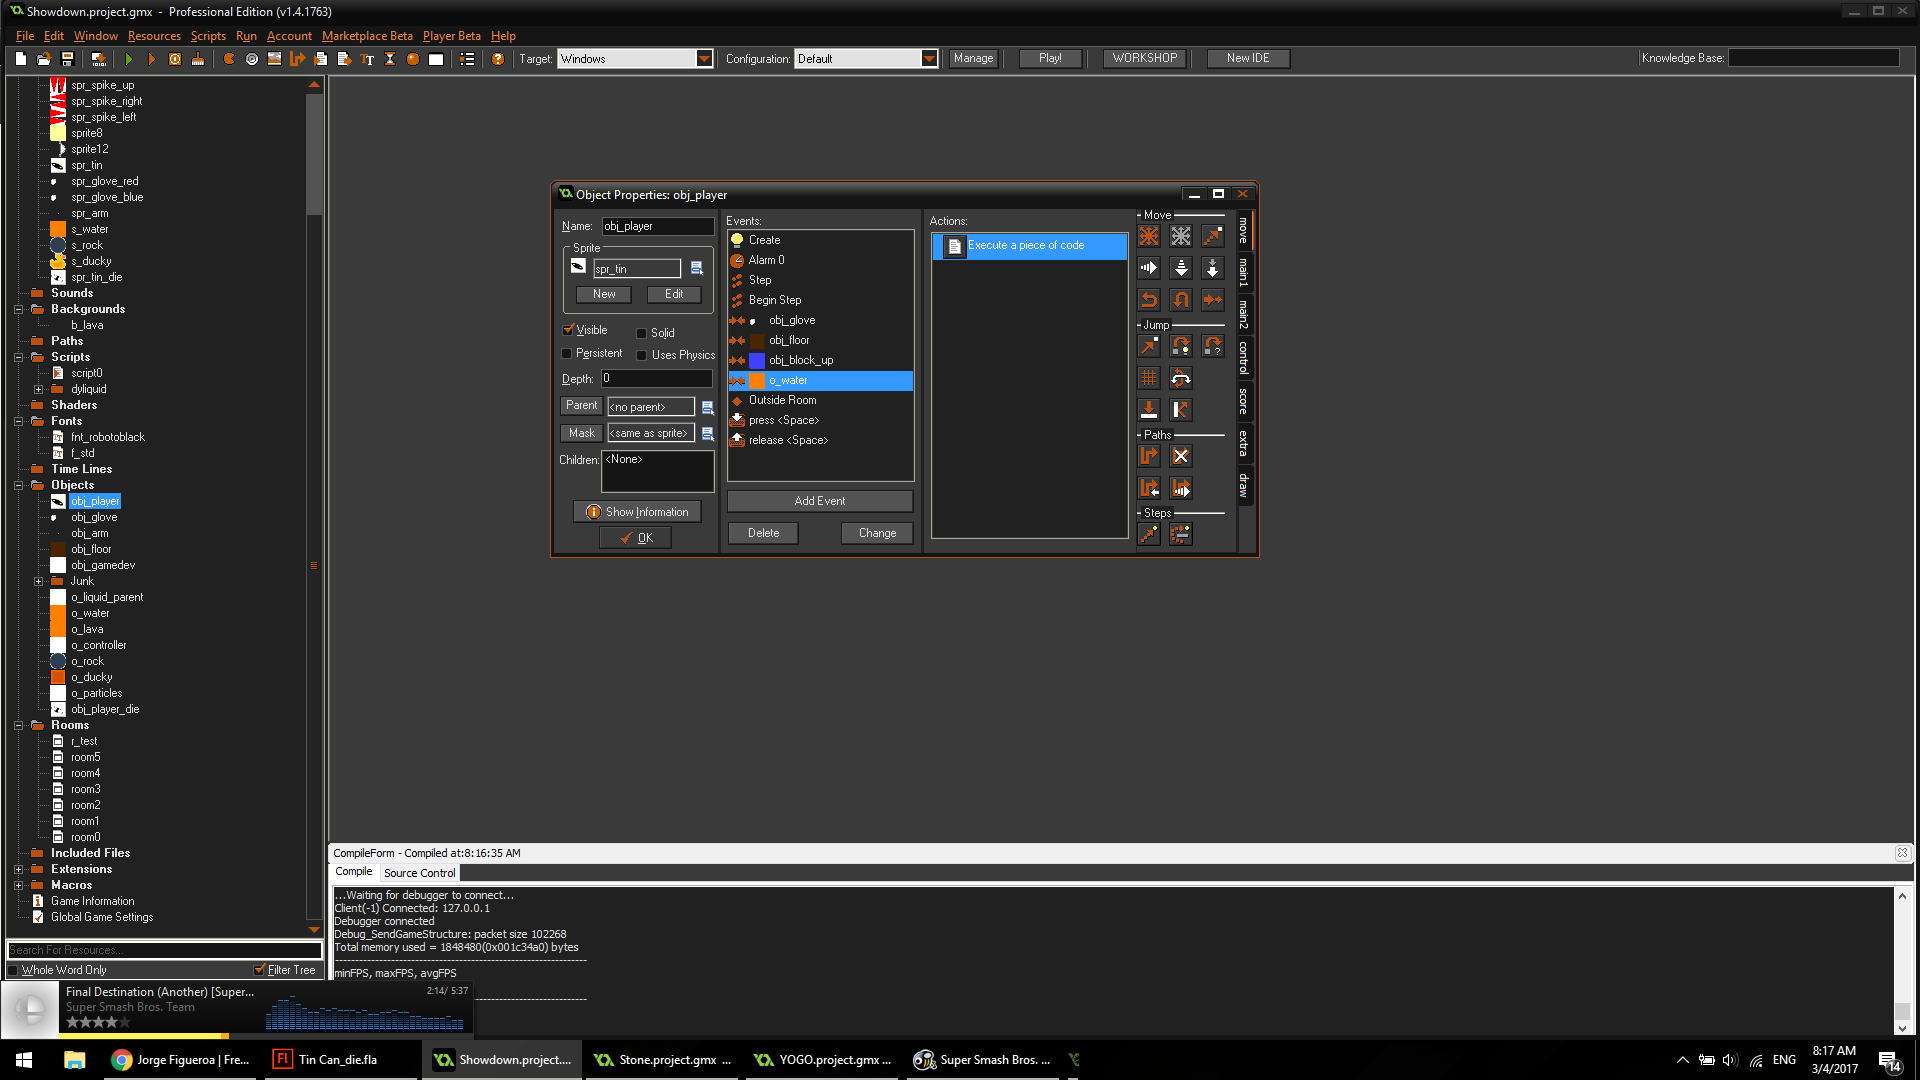 Showdown.project.gmx - Professional Edition (v1.4.1763)
File Edit Window Resources Scripts Run Account Marketplace Beta Player Beta Help
Target: Windows Configuration: Default Manage Play! WORKSHOP New IDE Knowledge Base:
spr_spike_up
spr_spike_right
spr_spike_left
sprite8
sprite12
spr_tin
spr_glove_red
spr_glove_blue
spr_arm
s_water
s_rock
s_ducky
spr_tin_die
Sounds
Backgrounds
b_lava
Paths
Scripts
script0
dyliquid
Shaders
Fonts
fnt_robotoblack
f_std
Time Lines
Objects
obj_player
obj_glove
obj_arm
obj_floor
obj_gamedev
Junk
o_liquid_parent
o_water
o_lava
o_controller
o_rock
o_ducky
o_particles
obj_player_die
Rooms
r_test
room5
room4
room3
room2
room1
room0
Included Files
Extensions
Macros
Game Information
Global Game Settings
Search For Resources...
Whole Word Only Filter Tree
Object Properties: obj_player
Name: obj_player
Sprite
spr_tin
New Edit
Visible Solid
Persistent Uses Physics
Depth: 0
Parent <no parent>
Mask <same as sprite>
Children: <None>
Show Information
OK
Events:
Create
Alarm 0
Step
Begin Step
obj_glove
obj_floor
obj_block_up
o_water
Outside Room
press <Space>
release <Space>
Add Event
Delete Change
Actions:
Execute a piece of code
Move
Jump
Paths
Steps
move
main1
main2
control
score
extra
draw
CompileForm - Compiled at:8:16:35 AM
Compile Source Control
...Waiting for debugger to connect...
Client(-1) Connected: 127.0.0.1
Debugger connected
Debug_SendGameStructure: packet size 102268
Total memory used = 1848480(0x001c34a0) bytes
minFPS, maxFPS, avgFPS
Final Destination (Another) [Super... 2:14/ 5:37
Super Smash Bros. Team
Jorge Figueroa | Fre... Tin Can_die.fla Showdown.project.... Stone.project.gmx ... YOGO.project.gmx ... Super Smash Bros. ... ENG 8:17 AM
3/4/2017
14